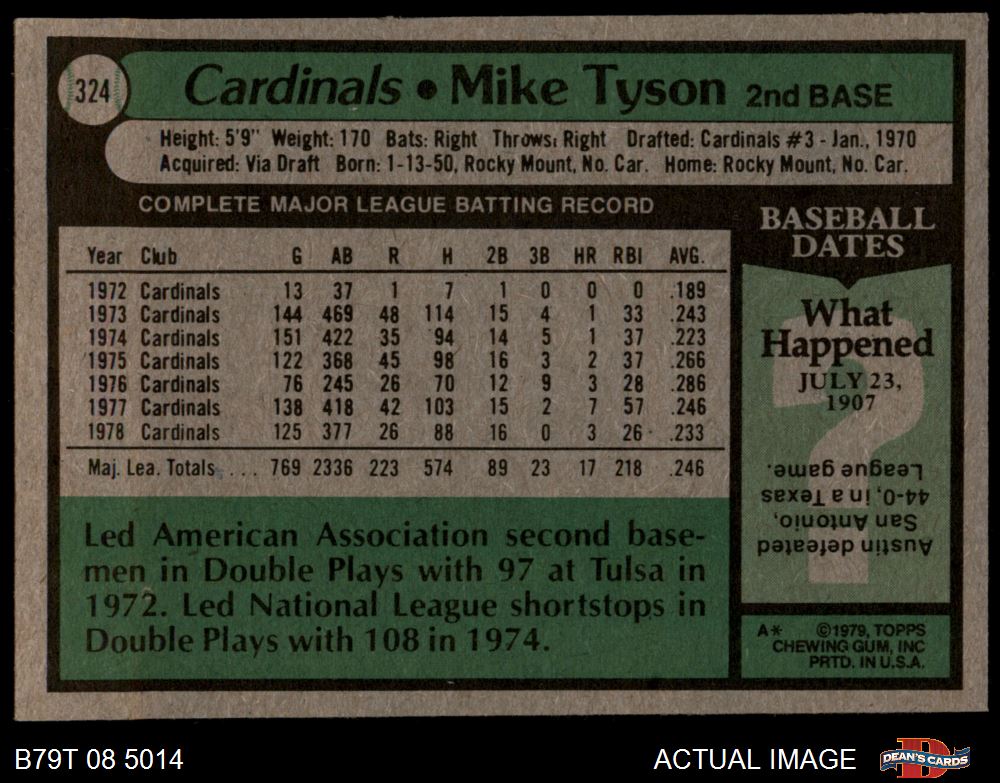 324
Cardinals • Mike Tyson 2nd BASE
Height: 5'9" Weight: 170 Bats: Right Throws: Right Drafted: Cardinals #3 - Jan., 1970
Acquired: Via Draft Born: 1-13-50, Rocky Mount, No. Car. Home: Rocky Mount, No. Car.
COMPLETE MAJOR LEAGUE BATTING RECORD
Year Club G AB R H 2B 3B HR RBI AVG.
1972 Cardinals 13 37 1 7 1 0 0 0 .189
1973 Cardinals 144 469 48 114 15 4 1 33 .243
1974 Cardinals 151 422 35 94 14 5 1 37 .223
1975 Cardinals 122 368 45 98 16 3 2 37 .266
1976 Cardinals 76 245 26 70 12 9 3 28 .286
1977 Cardinals 138 418 42 103 15 2 7 57 .246
1978 Cardinals 125 377 26 88 16 0 3 26 .233
Maj. Lea. Totals . . . 769 2336 223 574 89 23 17 218 .246
Led American Association second base-
men in Double Plays with 97 at Tulsa in
1972. Led National League shortstops in
Double Plays with 108 in 1974.
BASEBALL
DATES
What
Happened
JULY 23,
1907
?
Austin defeated
San Antonio,
44-0, in a Texas
League game.
A* ©1979, TOPPS
CHEWING GUM, INC
PRTD. IN U.S.A.
B79T 08 5014
ACTUAL IMAGE
DEAN'S CARDS